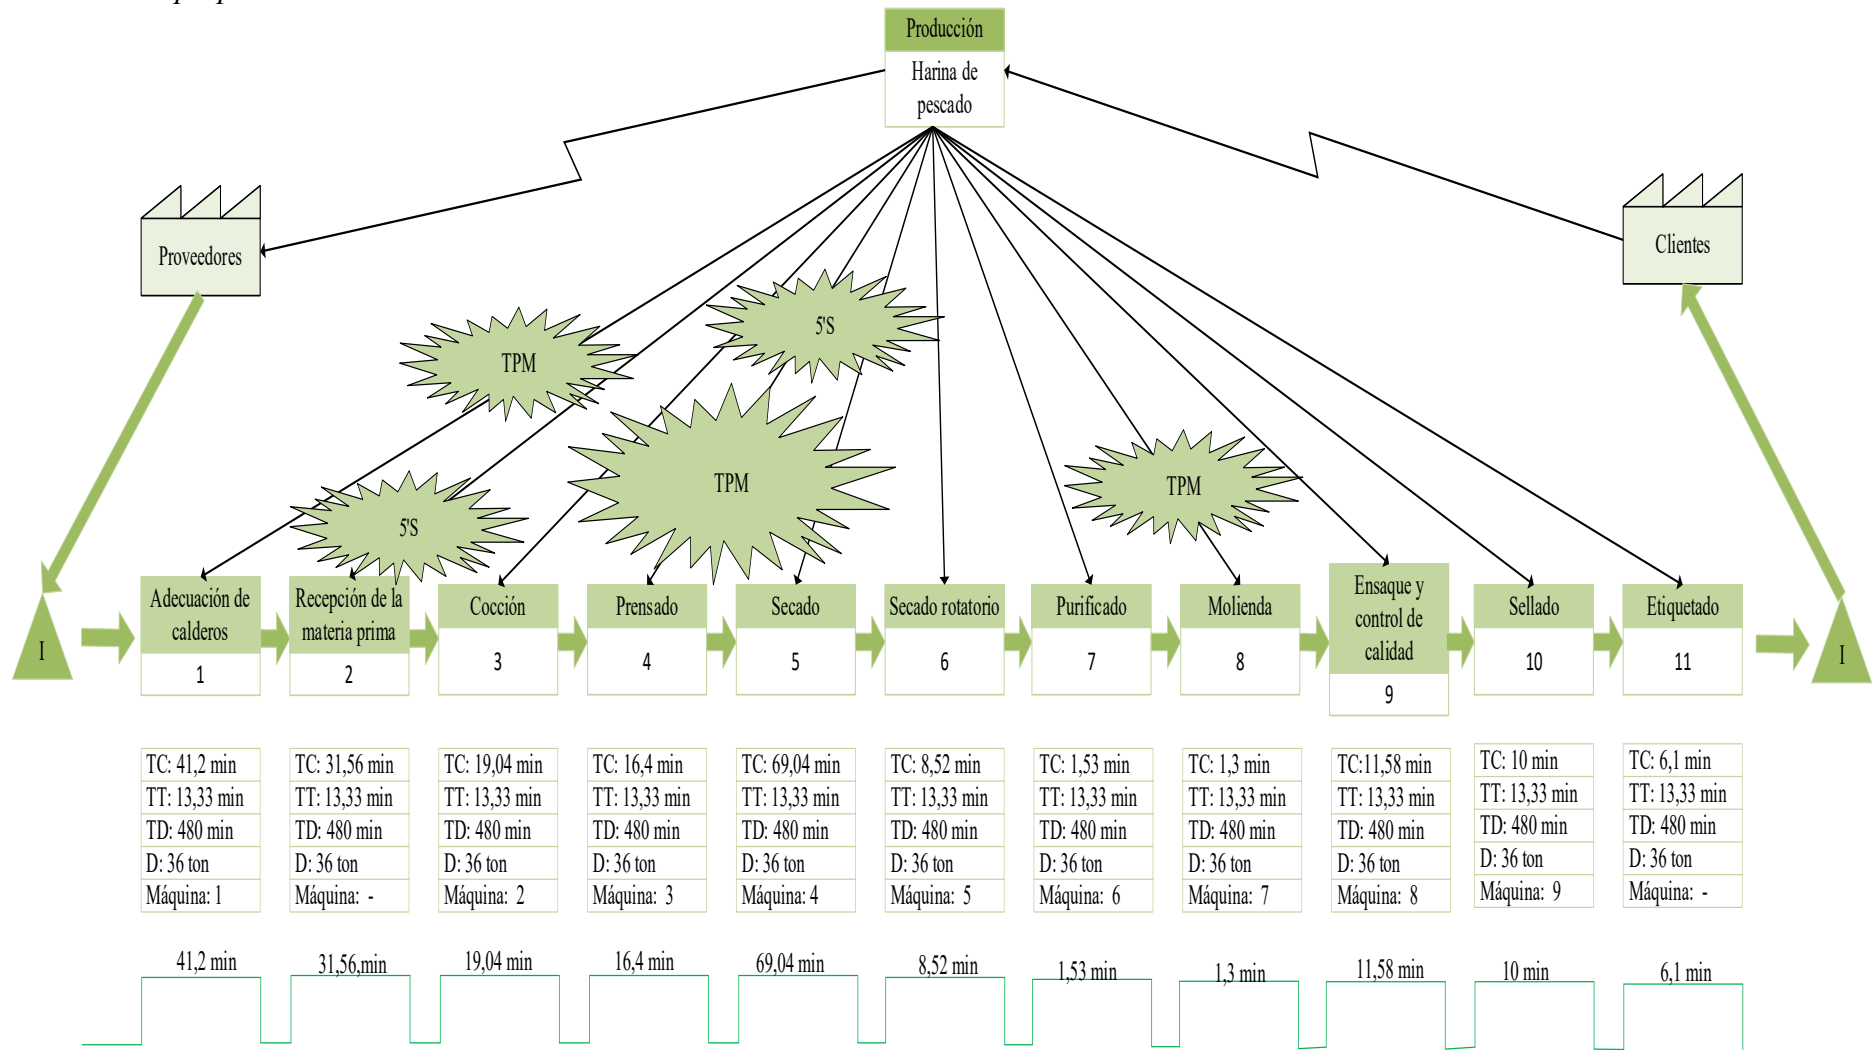 Producción
Harina de
pescado
Proveedores
Clientes
5'S
TPM
TPM
TPM
5'S
I
Adecuación de
calderos
1
Recepción de la
materia prima
2
Cocción
3
Prensado
4
Secado
5
Secado rotatorio
6
Purificado
7
Molienda
8
Ensaque y
control de
calidad
9
Sellado
10
Etiquetado
11
I
TC: 41,2 min
TT: 13,33 min
TD: 480 min
D: 36 ton
Máquina: 1
TC: 31,56 min
TT: 13,33 min
TD: 480 min
D: 36 ton
Máquina: -
TC: 19,04 min
TT: 13,33 min
TD: 480 min
D: 36 ton
Máquina: 2
TC: 16,4 min
TT: 13,33 min
TD: 480 min
D: 36 ton
Máquina: 3
TC: 69,04 min
TT: 13,33 min
TD: 480 min
D: 36 ton
Máquina: 4
TC: 8,52 min
TT: 13,33 min
TD: 480 min
D: 36 ton
Máquina: 5
TC: 1,53 min
TT: 13,33 min
TD: 480 min
D: 36 ton
Máquina: 6
TC: 1,3 min
TT: 13,33 min
TD: 480 min
D: 36 ton
Máquina: 7
TC:11,58 min
TT: 13,33 min
TD: 480 min
D: 36 ton
Máquina: 8
TC: 10 min
TT: 13,33 min
TD: 480 min
D: 36 ton
Máquina: 9
TC: 6,1 min
TT: 13,33 min
TD: 480 min
D: 36 ton
Máquina: -
41,2 min
31,56,min
19,04 min
16,4 min
69,04 min
8,52 min
1,53 min
1,3 min
11,58 min
10 min
6,1 min